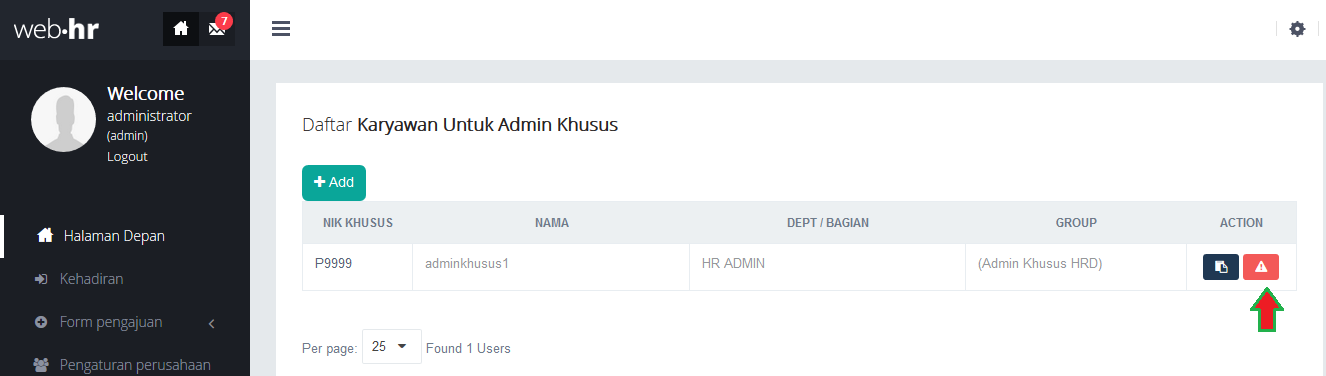 web•hr
7
Welcome
administrator
(admin)
Logout
Halaman Depan
Kehadiran
Form pengajuan
Pengaturan perusahaan
Daftar Karyawan Untuk Admin Khusus
Add
NIK KHUSUS NAMA DEPT / BAGIAN GROUP ACTION
P9999 adminkhusus1 HR ADMIN (Admin Khusus HRD)
Per page: 25 Found 1 Users